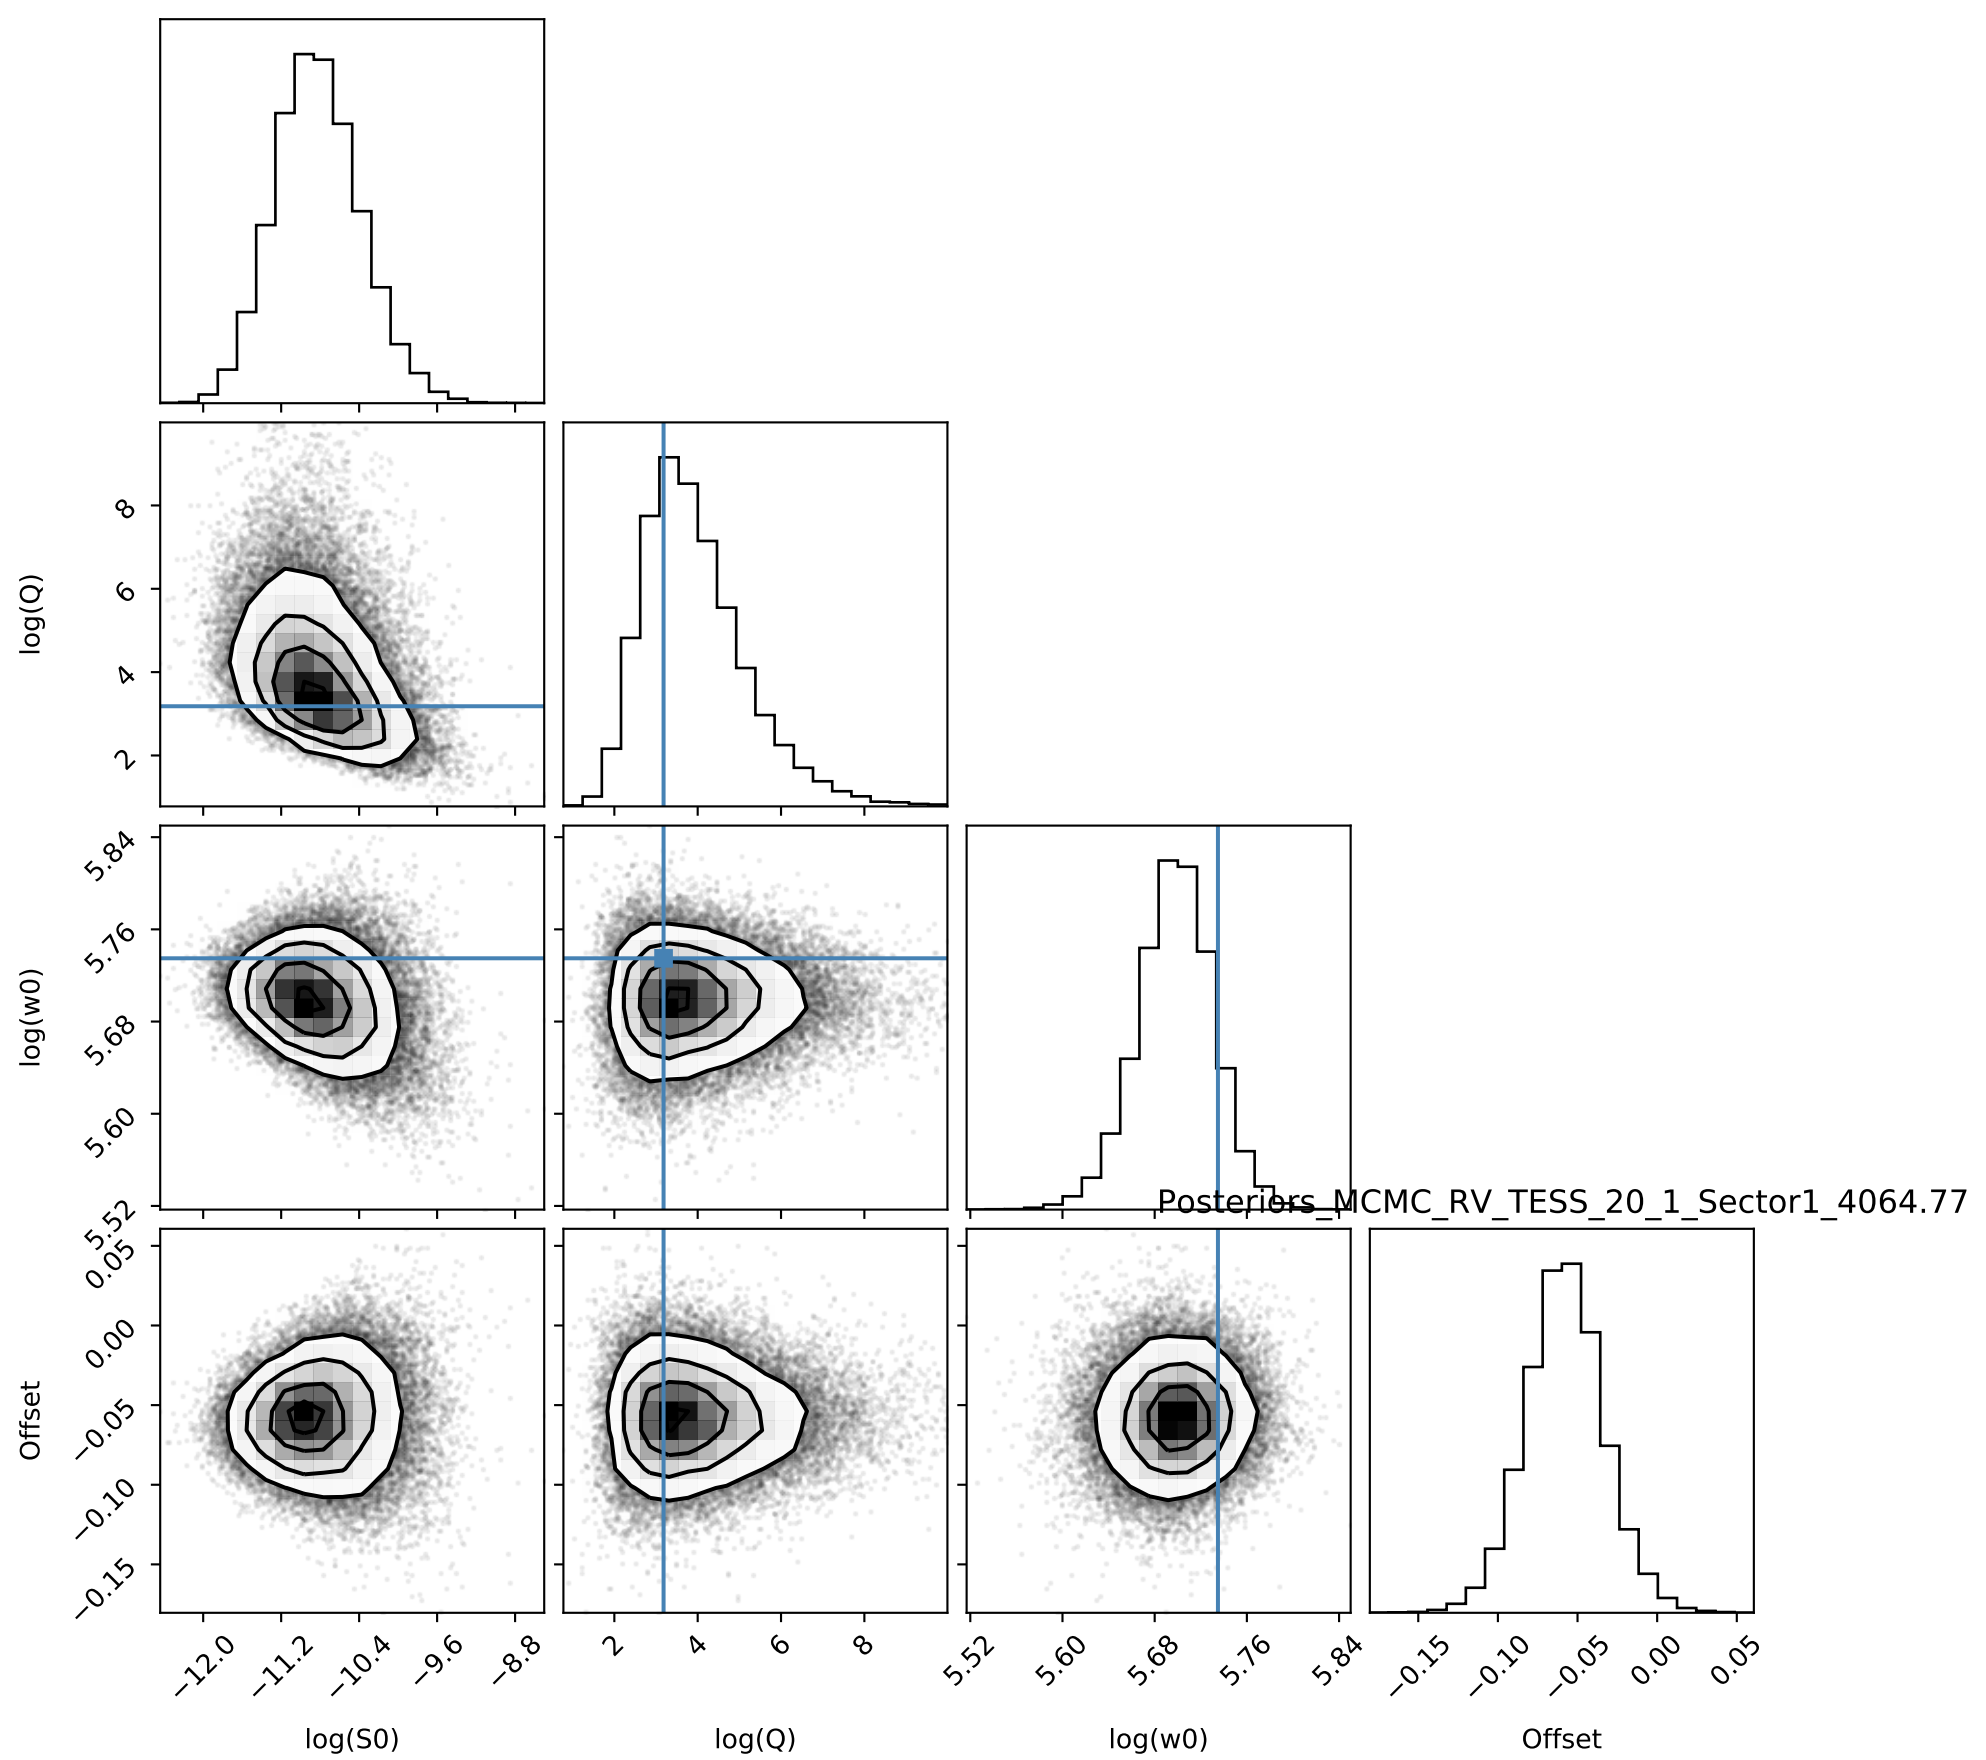 log(Q)
8
6
4
2
log(w0)
5.84
5.76
5.68
5.60
5.52
Posteriors_MCMC_RV_TESS_20_1_Sector1_4064.77
Offset
0.05
0.00
−0.05
−0.10
−0.15
−12.0 −11.2 −10.4 −9.6 −8.8
2 4 6 8
5.52 5.60 5.68 5.76 5.84
−0.15 −0.10 −0.05 0.00 0.05
log(S0) log(Q) log(w0) Offset